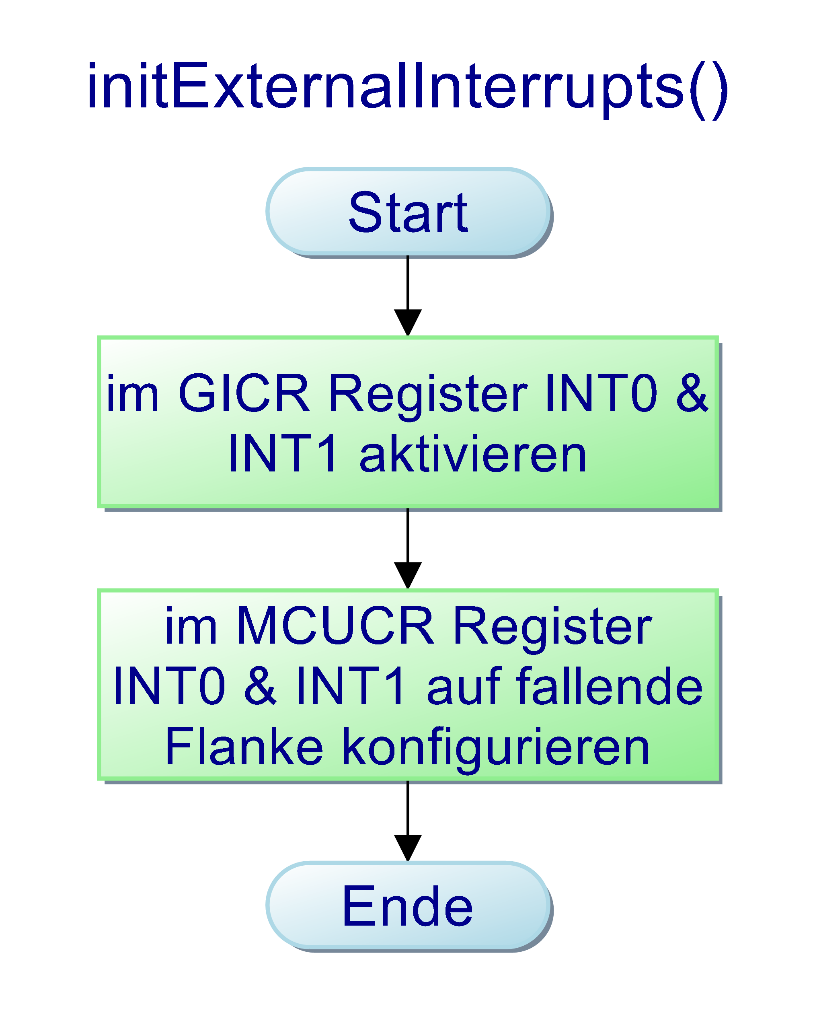 initExternalInterrupts()
Start
im GICR Register INT0 &
INT1 aktivieren
im MCUCR Register
INT0 & INT1 auf fallende
Flanke konfigurieren
Ende